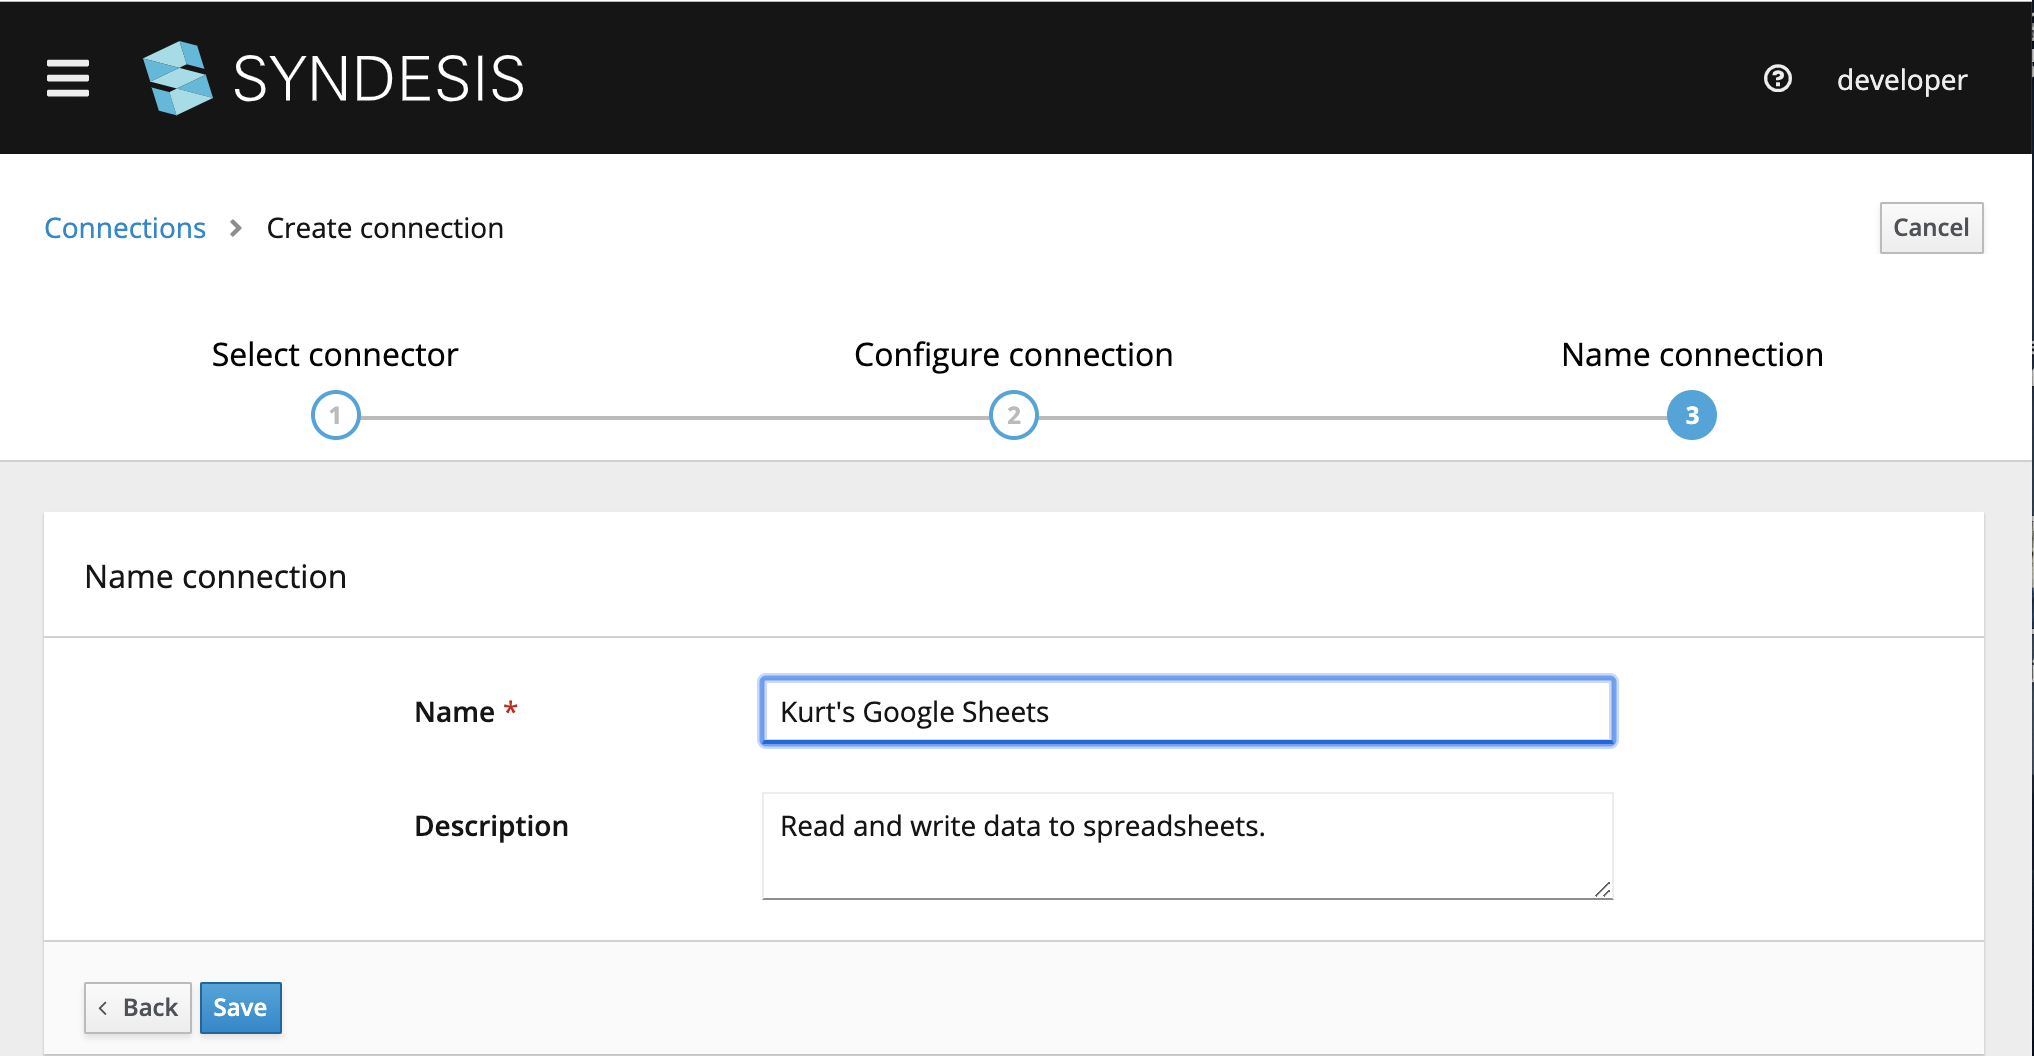 SYNDESIS
? developer
Connections > Create connection
Cancel
Select connector
Configure connection
Name connection
1
2
3
Name connection
Name *
Kurt's Google Sheets
Description
Read and write data to spreadsheets.
< Back
Save